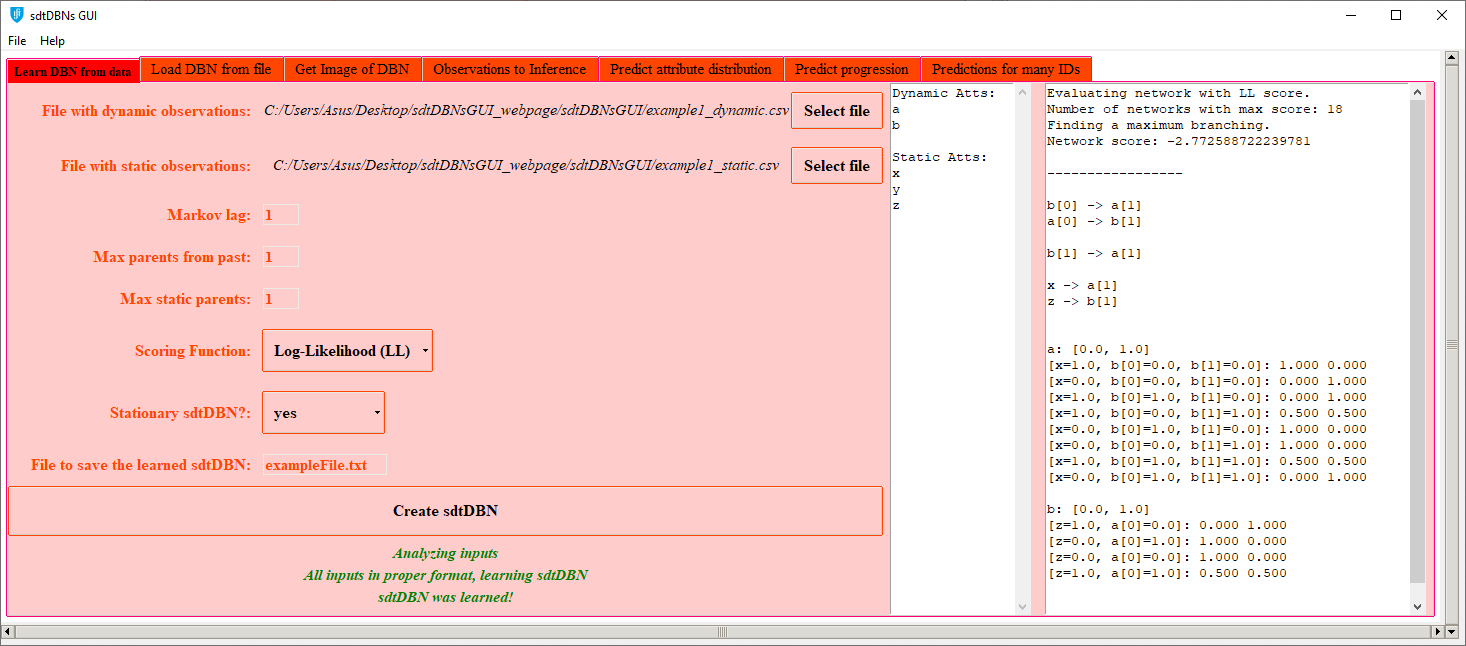 sdtDBNs GUI
File Help
Learn DBN from data Load DBN from file Get Image of DBN Observations to Inference Predict attribute distribution Predict progression Predictions for many IDs
File with dynamic observations: C:/Users/Asus/Desktop/sdtDBNsGUI_webpage/sdtDBNsGUI/example1_dynamic.csv Select file
File with static observations: C:/Users/Asus/Desktop/sdtDBNsGUI_webpage/sdtDBNsGUI/example1_static.csv Select file
Markov lag: 1
Max parents from past: 1
Max static parents: 1
Scoring Function: Log-Likelihood (LL)
Stationary sdtDBN?: yes
File to save the learned sdtDBN: exampleFile.txt
Create sdtDBN
Analyzing inputs
All inputs in proper format, learning sdtDBN
sdtDBN was learned!
Dynamic Atts:
a
b
Static Atts:
x
y
z
Evaluating network with LL score.
Number of networks with max score: 18
Finding a maximum branching.
Network score: -2.772588722239781
-----------------
b[0] -> a[1]
a[0] -> b[1]
b[1] -> a[1]
x -> a[1]
z -> b[1]
a: [0.0, 1.0]
[x=1.0, b[0]=0.0, b[1]=0.0]: 1.000 0.000
[x=0.0, b[0]=0.0, b[1]=0.0]: 0.000 1.000
[x=1.0, b[0]=1.0, b[1]=0.0]: 0.000 1.000
[x=1.0, b[0]=0.0, b[1]=1.0]: 0.500 0.500
[x=0.0, b[0]=1.0, b[1]=0.0]: 1.000 0.000
[x=0.0, b[0]=0.0, b[1]=1.0]: 1.000 0.000
[x=1.0, b[0]=1.0, b[1]=1.0]: 0.500 0.500
[x=0.0, b[0]=1.0, b[1]=1.0]: 0.000 1.000
b: [0.0, 1.0]
[z=1.0, a[0]=0.0]: 0.000 1.000
[z=0.0, a[0]=1.0]: 1.000 0.000
[z=0.0, a[0]=0.0]: 1.000 0.000
[z=1.0, a[0]=1.0]: 0.500 0.500